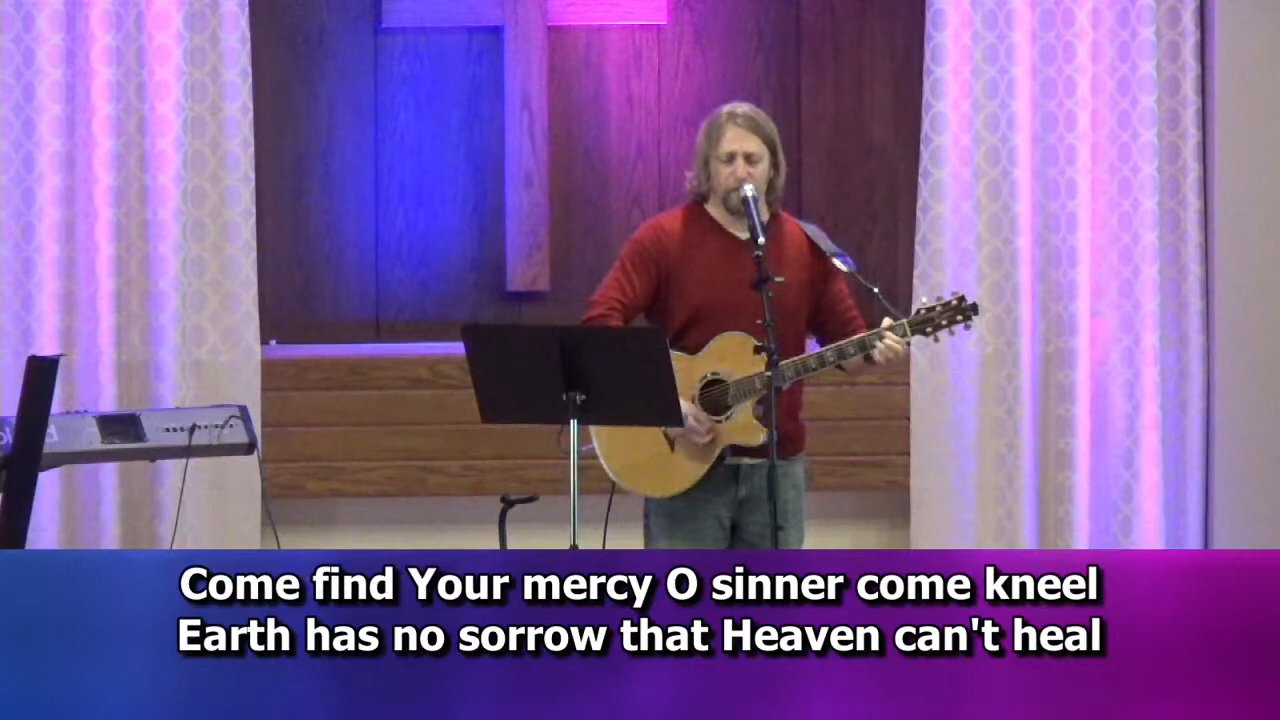 Come find Your mercy O sinner come kneel
Earth has no sorrow that Heaven can't heal